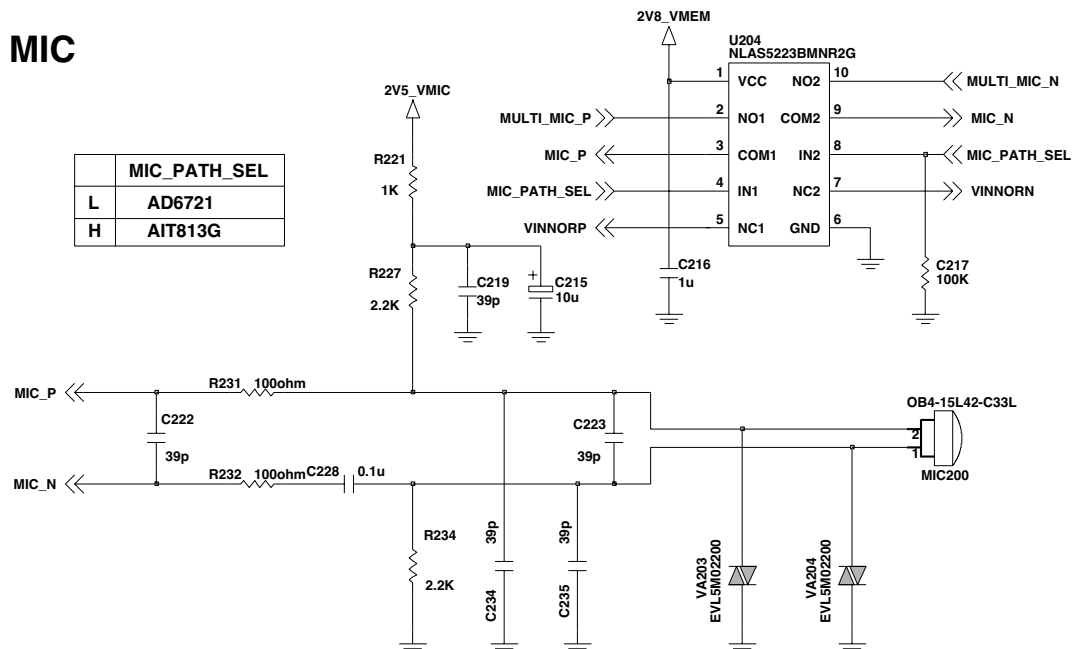 MIC
MIC_PATH_SEL
L AD6721
H AIT813G
2V5_VMIC
R221
1K
R227
2.2K
C219
39p
+
C215
10u
2V8_VMEM
U204
NLAS5223BMNR2G
1 VCC NO2 10 MULTI_MIC_N
MULTI_MIC_P 2 NO1 COM2 9 MIC_N
MIC_P 3 COM1 IN2 8 MIC_PATH_SEL
MIC_PATH_SEL 4 IN1 NC2 7 VINNORN
VINNORP 5 NC1 GND 6
C216
1u
C217
100K
MIC_P
R231 100ohm
C222
39p
C223
39p
MIC_N
R232 100ohm
C228 0.1u
R234
2.2K
39p
C234
39p
C235
OB4-15L42-C33L
2
1
MIC200
VA203
EVL5M02200
VA204
EVL5M02200